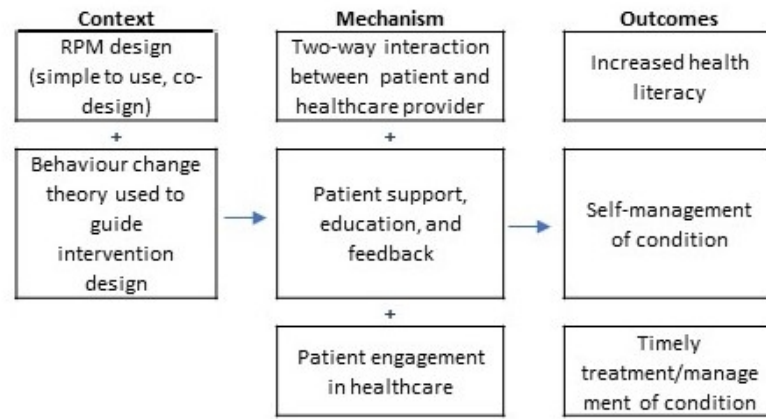 Context
RPM design
(simple to use, co-
design)
+
Behaviour change
theory used to
guide
intervention
design
Mechanism
Two-way interaction
between patient and
healthcare provider
+
Patient support,
education, and
feedback
+
Patient engagement
in healthcare
Outcomes
Increased health
literacy
Self-management
of condition
Timely
treatment/manage
ment of condition